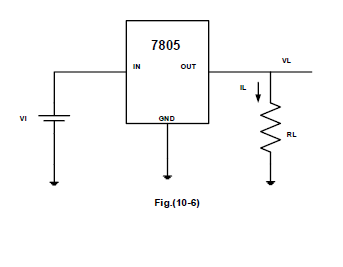 7805
IN OUT
VL
IL
VI
GND
RL
Fig.(10-6)